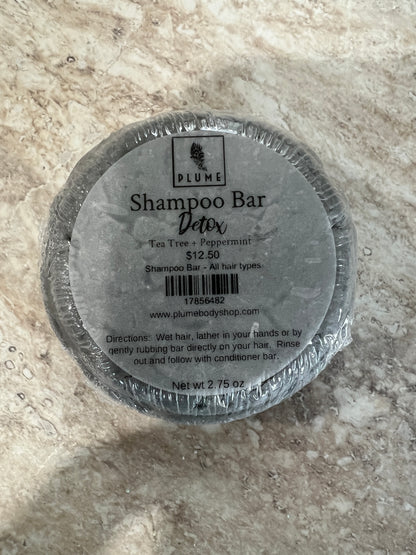 PLUME
Shampoo Bar
Detox
Tea Tree + Peppermint
$12.50
Shampoo Bar - All hair types
17856482
www.plumebodyshop.com
Directions: Wet hair, lather in your hands or by
gently rubbing bar directly on your hair. Rinse
out and follow with conditioner bar.
Net wt 2.75 oz